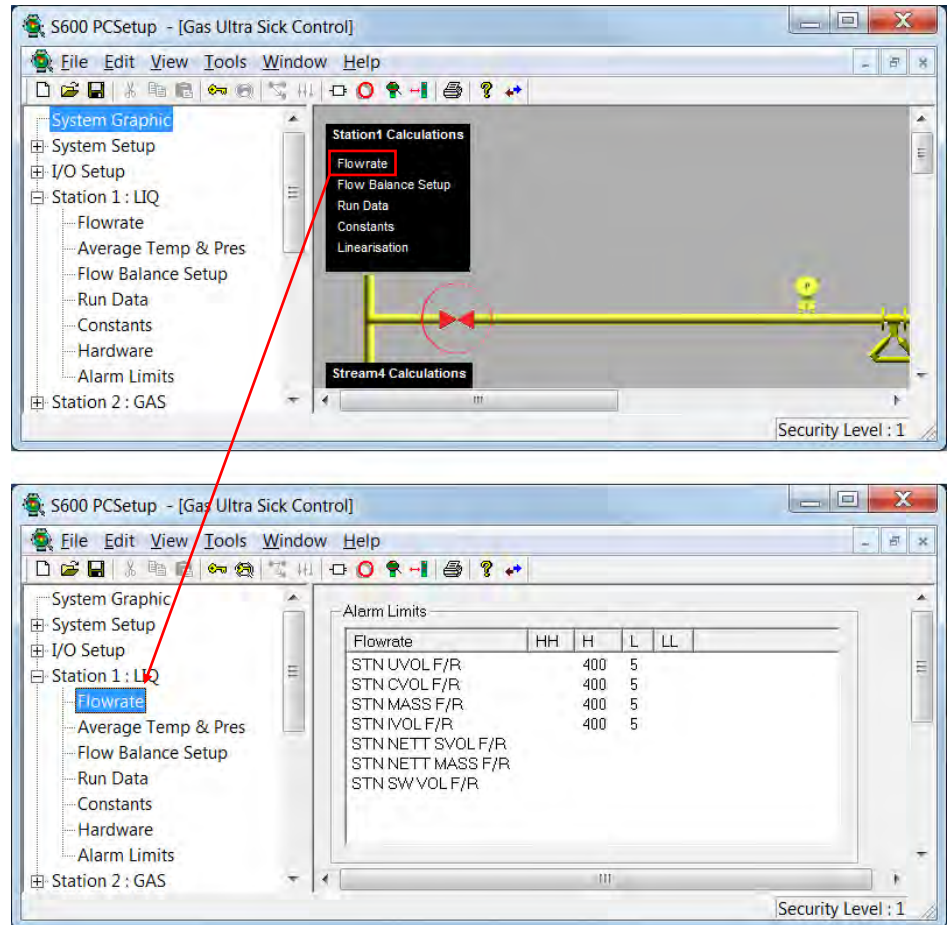 S600 PCSetup - [Gas Ultra Sick Control]
File Edit View Tools Window Help
System Graphic
System Setup
I/O Setup
Station 1 : LIQ
Flowrate
Average Temp & Pres
Flow Balance Setup
Run Data
Constants
Hardware
Alarm Limits
Station 2 : GAS
Station1 Calculations
Flowrate
Flow Balance Setup
Run Data
Constants
Linearisation
P
Stream4 Calculations
Security Level : 1
S600 PCSetup - [Gas Ultra Sick Control]
File Edit View Tools Window Help
System Graphic
System Setup
I/O Setup
Station 1 : LIQ
Flowrate
Average Temp & Pres
Flow Balance Setup
Run Data
Constants
Hardware
Alarm Limits
Station 2 : GAS
Alarm Limits
Flowrate HH H L LL
STN UVOL F/R 400 5
STN CVOL F/R 400 5
STN MASS F/R 400 5
STN IVOL F/R 400 5
STN NETT SVOL F/R
STN NETT MASS F/R
STN SW VOL F/R
Security Level : 1